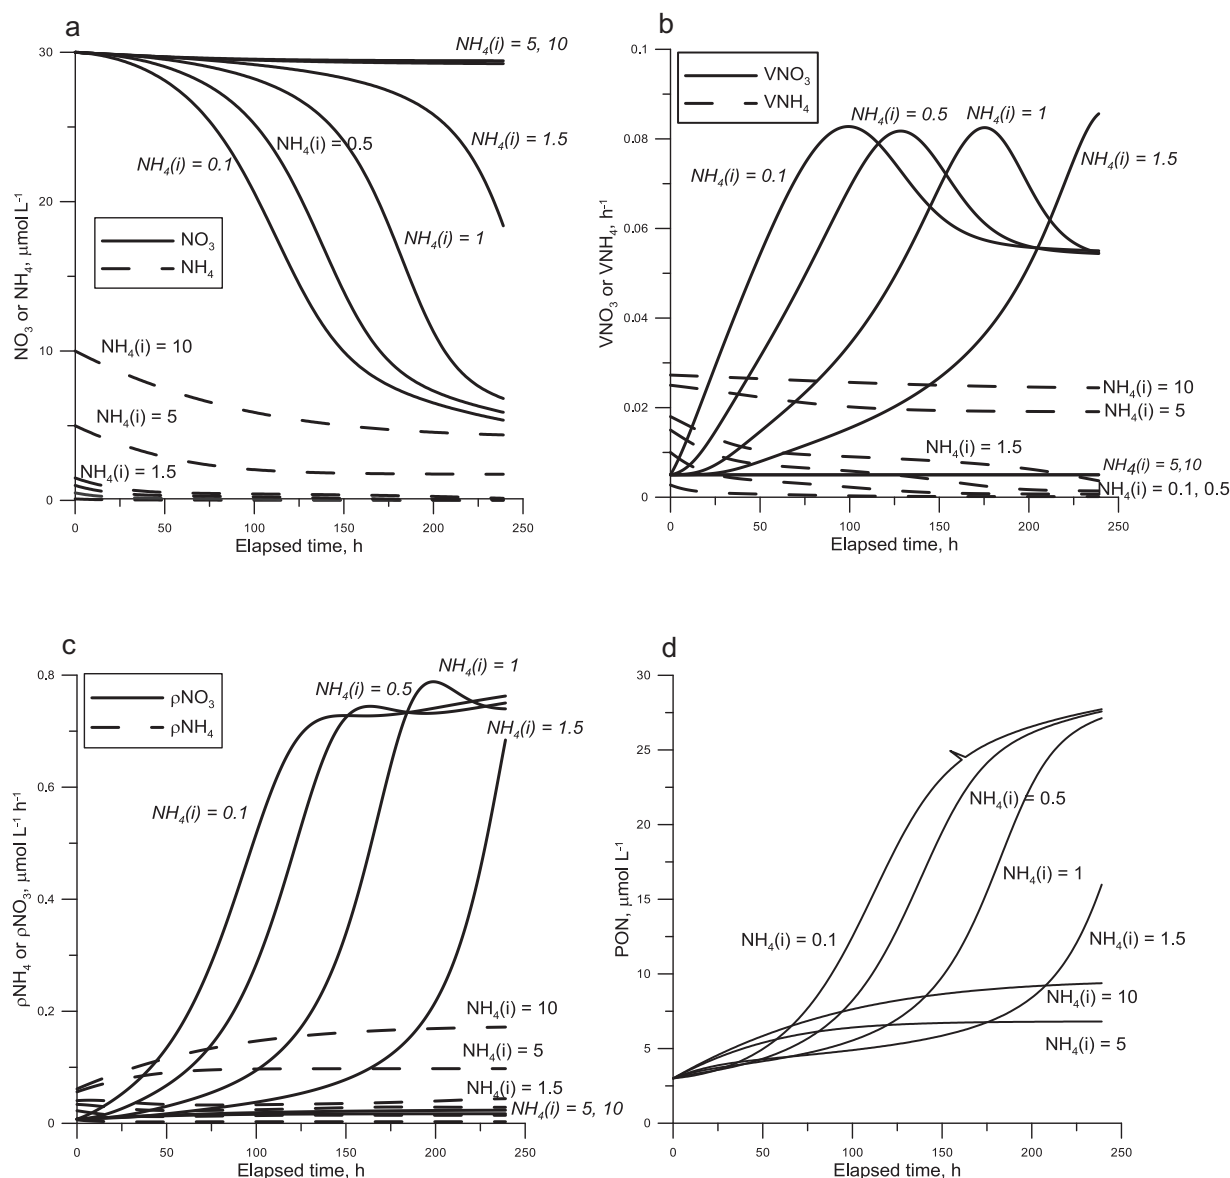 a
NH₄(i) = 5, 10
30
NH₄(i) = 1.5
NH₄(i) = 0.5
NH₄(i) = 0.1
20
NO₃
NH₄
NH₄(i) = 1
NO₃ or NH₄, μmol L⁻¹
NH₄(i) = 10
10
NH₄(i) = 5
NH₄(i) = 1.5
0
0 50 100 150 200 250
Elapsed time, h
b
0.1
VNO₃
VNH₄
NH₄(i) = 0.5
NH₄(i) = 1
0.08
NH₄(i) = 1.5
NH₄(i) = 0.1
0.06
VNO₃ or VNH₄, h⁻¹
0.04
NH₄(i) = 10
0.02
NH₄(i) = 5
NH₄(i) = 1.5
NH₄(i) = 5,10
NH₄(i) = 0.1, 0.5
0
0 50 100 150 200 250
Elapsed time, h
c
0.8
NH₄(i) = 1
NH₄(i) = 0.5
ρNO₃
ρNH₄
NH₄(i) = 1.5
0.6
NH₄(i) = 0.1
ρNH₄ or ρNO₃, μmol L⁻¹ h⁻¹
0.4
0.2
NH₄(i) = 10
NH₄(i) = 5
NH₄(i) = 1.5
NH₄(i) = 5, 10
0
0 50 100 150 200 250
Elapsed time, h
d
30
25
NH₄(i) = 0.5
20
PON, μmol L⁻¹
NH₄(i) = 1
15
NH₄(i) = 0.1
NH₄(i) = 1.5
10
NH₄(i) = 10
NH₄(i) = 5
5
0
0 50 100 150 200 250
Elapsed time, h